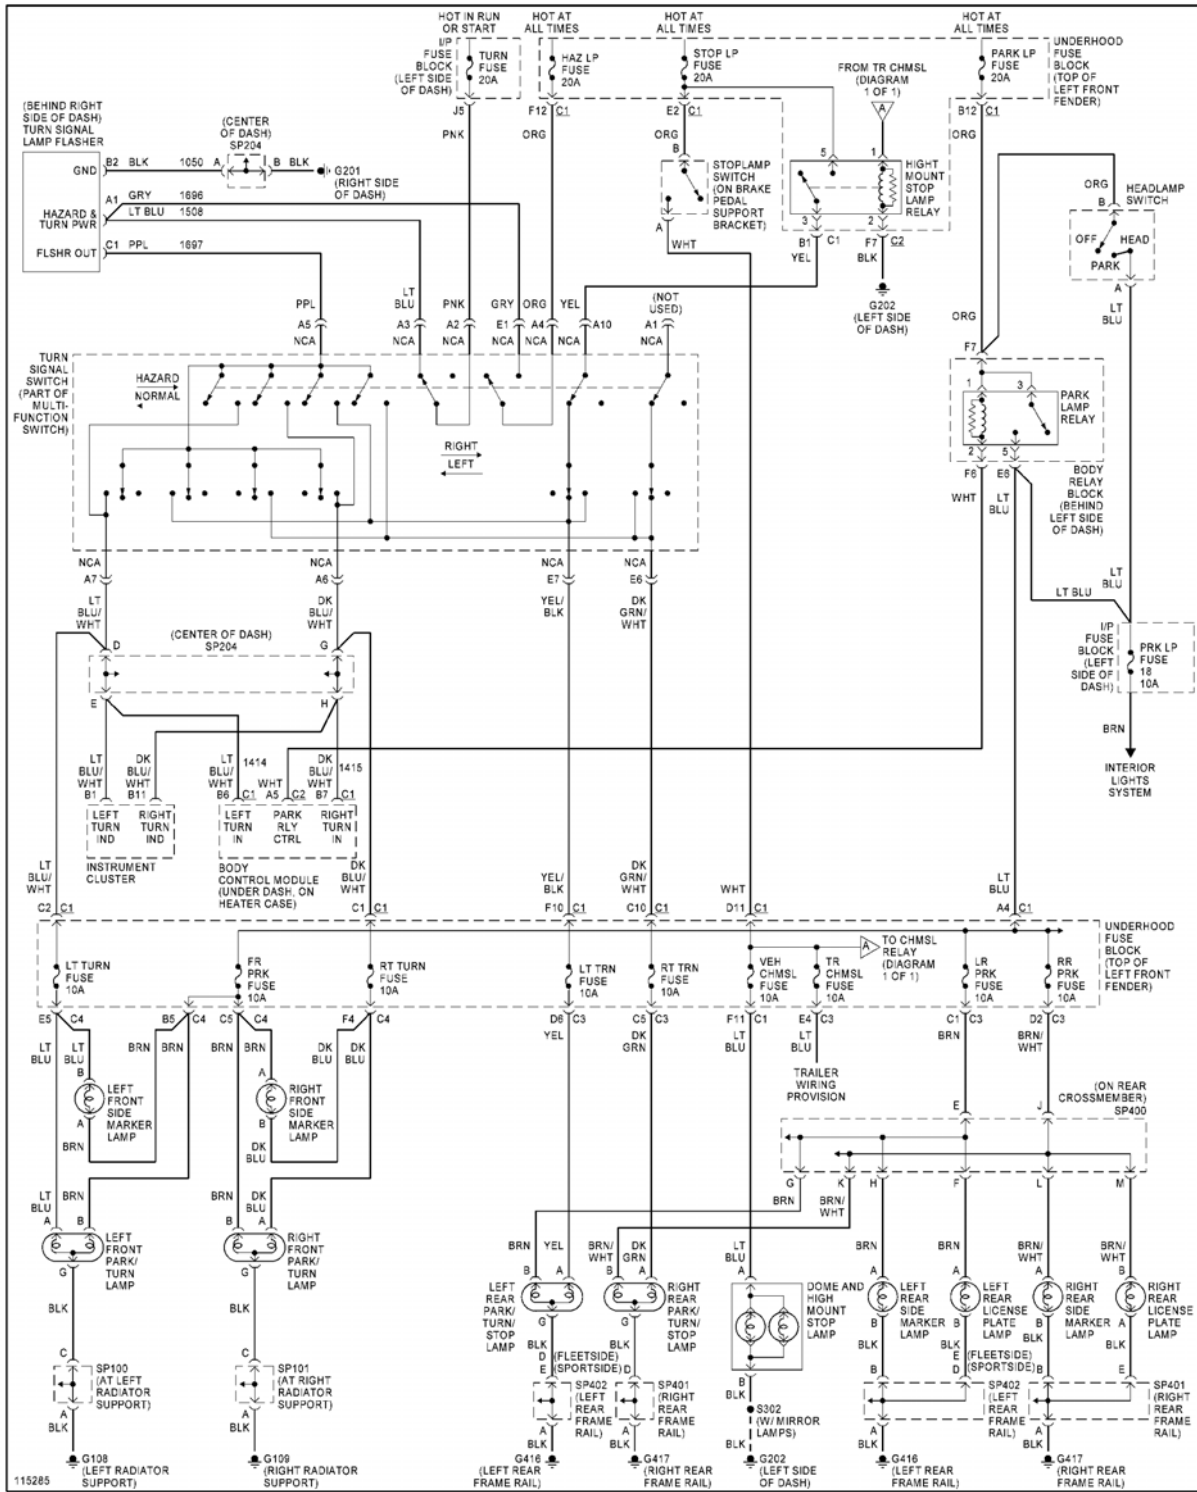 HOT IN RUN
OR START
HOT AT
ALL TIMES
HOT AT
ALL TIMES
HOT AT
ALL TIMES
I/P
FUSE
BLOCK
(LEFT SIDE
OF DASH)
TURN
FUSE
20A
HAZ LP
FUSE
20A
STOP LP
FUSE
20A
FROM TR CHMSL
(DIAGRAM
1 OF 1)
A
PARK LP
FUSE
20A
UNDERHOOD
FUSE
BLOCK
(TOP OF
LEFT FRONT
FENDER)
J5
F12 C1
E2 C1
B12 C1
PNK
ORG
ORG
ORG
(BEHIND RIGHT
SIDE OF DASH)
TURN SIGNAL
LAMP FLASHER
(CENTER
OF DASH)
SP204
GND
B2 BLK 1050 A
B BLK
G201
(RIGHT SIDE
OF DASH)
A1 GRY 1696
LT BLU 1508
HAZARD &
TURN PWR
FLSHR OUT
C1 PPL 1697
B
STOPLAMP
SWITCH
(ON BRAKE
PEDAL
SUPPORT
BRACKET)
A
WHT
5 1
HIGHT
MOUNT
STOP
LAMP
RELAY
3 2
B1 C1 F7 C2
YEL BLK
G202
(LEFT SIDE
OF DASH)
ORG
B
HEADLAMP
SWITCH
OFF HEAD
PARK
A
LT
BLU
PPL
LT
BLU
PNK
GRY
ORG
YEL
(NOT
USED)
A5 A3 A2 E1 A4 A10 A1
NCA NCA NCA NCA NCA NCA NCA
TURN
SIGNAL
SWITCH
(PART OF
MULTI-
FUNCTION
SWITCH)
HAZARD
NORMAL
RIGHT
LEFT
ORG
F7
1 3
PARK
LAMP
RELAY
2 5
F6 E6
WHT
LT
BLU
BODY
RELAY
BLOCK
(BEHIND
LEFT SIDE
OF DASH)
NCA NCA NCA NCA
A7 A6 E7 E6
LT
BLU/
WHT
DK
BLU/
WHT
YEL/
BLK
DK
GRN/
WHT
LT
BLU
LT BLU
D
(CENTER OF DASH)
SP204
G
E
H
I/P
FUSE
BLOCK
(LEFT
SIDE OF
DASH)
PRK LP
FUSE
18
10A
BRN
INTERIOR
LIGHTS
SYSTEM
LT
BLU/
WHT
B1
DK
BLU/
WHT
B11
LT
BLU/
WHT
1414
B6 C1
WHT
A5 C2
DK
BLU/
WHT
1415
B7 C1
LEFT
TURN
IND
RIGHT
TURN
IND
INSTRUMENT
CLUSTER
LEFT
TURN
IN
PARK
RLY
CTRL
RIGHT
TURN
IN
BODY
CONTROL MODULE
(UNDER DASH, ON
HEATER CASE)
LT
BLU/
WHT
DK
BLU/
WHT
YEL/
BLK
DK
GRN/
WHT
WHT
LT
BLU
C2 C1
C1 C1
F10 C1
C10 C1
D11 C1
A4 C1
LT TURN
FUSE
10A
FR
PRK
FUSE
10A
RT TURN
FUSE
10A
LT TRN
FUSE
10A
RT TRN
FUSE
10A
VEH
CHMSL
FUSE
10A
TR
CHMSL
FUSE
10A
A
TO CHMSL
RELAY
(DIAGRAM
1 OF 1)
LR
PRK
FUSE
10A
RR
PRK
FUSE
10A
UNDERHOOD
FUSE
BLOCK
(TOP OF
LEFT FRONT
FENDER)
E5 C4
B5 C4
C5 C4
F4 C4
D6 C3
C5 C3
F11 C1
E4 C3
C1 C3
D2 C3
LT
BLU
LT
BLU
BRN
BRN
BRN
BRN
DK
BLU
DK
BLU
YEL
DK
GRN
LT
BLU
LT
BLU
BRN
BRN/
WHT
TRAILER
WIRING
PROVISION
B
LEFT
FRONT
SIDE
MARKER
LAMP
A
BRN
A
RIGHT
FRONT
SIDE
MARKER
LAMP
B
DK
BLU
(ON REAR
CROSSMEMBER)
SP400
E J
G K H F L M
BRN
BRN/
WHT
LT
BLU
BRN
BRN
DK
BLU
A B
B A
LEFT
FRONT
PARK/
TURN
LAMP
G
RIGHT
FRONT
PARK/
TURN
LAMP
G
BRN
YEL
BRN/
WHT
DK
GRN
LT
BLU
BRN
BRN
BRN/
WHT
BRN/
WHT
B A
B A
A
A A A B
LEFT
REAR
PARK/
TURN/
STOP
LAMP
G
RIGHT
REAR
PARK/
TURN/
STOP
LAMP
G
DOME AND
HIGH
MOUNT
STOP
LAMP
B
LEFT
REAR
SIDE
MARKER
LAMP
B
LEFT
REAR
LICENSE
PLATE LAMP
B
RIGHT
REAR
SIDE
MARKER
LAMP
B
RIGHT
REAR
LICENSE
PLATE LAMP
A
BLK
BLK
BLK
BLK
BLK
BLK
BLK
BLK
BLK
D (FLEETSIDE)
E (SPORTSIDE) D
E (FLEETSIDE)
D (SPORTSIDE)
B
B
E
C
SP100
(AT LEFT
RADIATOR
SUPPORT)
A
BLK
C
SP101
(AT RIGHT
RADIATOR
SUPPORT)
A
BLK
SP402
(LEFT
REAR
FRAME
RAIL)
A
BLK
SP401
(RIGHT
REAR
FRAME
RAIL)
A
BLK
S302
(W/ MIRROR
LAMPS)
BLK
SP402
(LEFT
REAR
FRAME
RAIL)
A
BLK
SP401
(RIGHT
REAR
FRAME
RAIL)
A
BLK
G108
(LEFT RADIATOR
SUPPORT)
G109
(RIGHT RADIATOR
SUPPORT)
G416
(LEFT REAR
FRAME RAIL)
G417
(RIGHT REAR
FRAME RAIL)
G202
(LEFT SIDE
OF DASH)
G416
(LEFT REAR
FRAME RAIL)
G417
(RIGHT REAR
FRAME RAIL)
115285